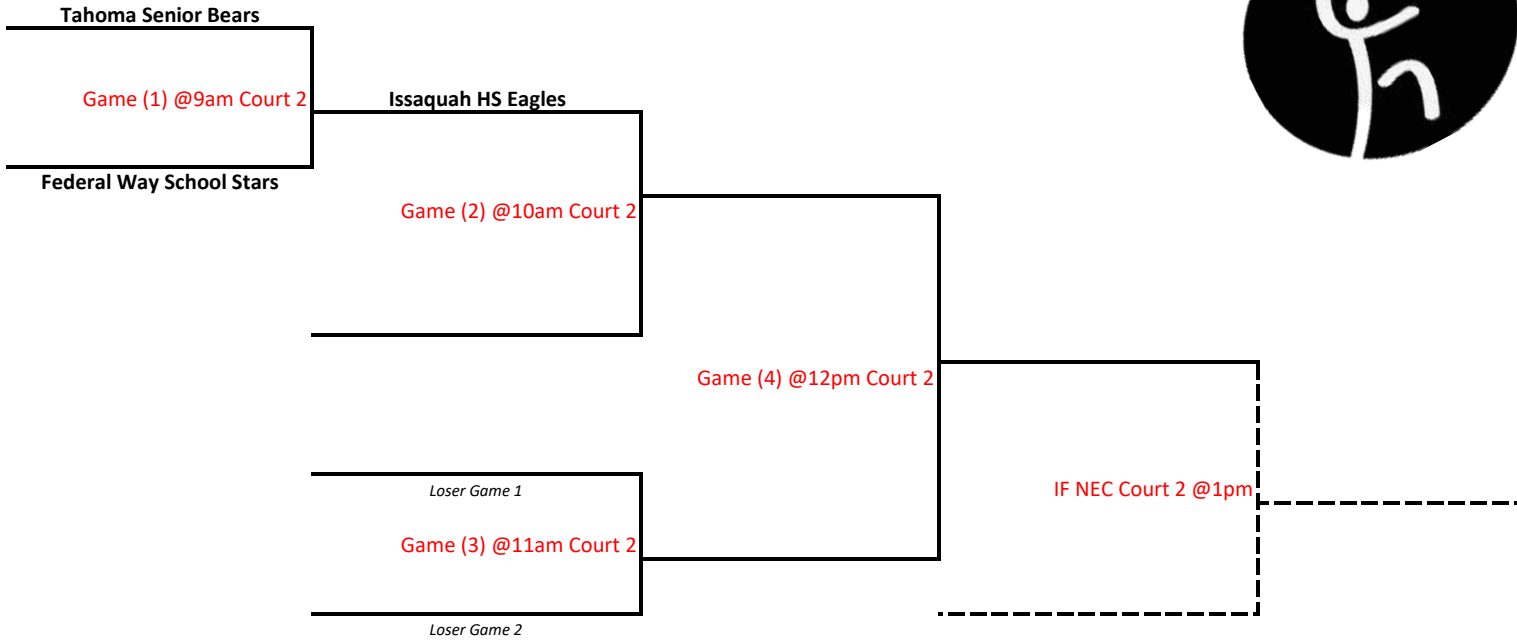 Tahoma Senior Bears
Game (1) @9am Court 2
Issaquah HS Eagles
Federal Way School Stars
Game (2) @10am Court 2
Game (4) @12pm Court 2
Loser Game 1
IF NEC Court 2 @1pm
Game (3) @11am Court 2
Loser Game 2